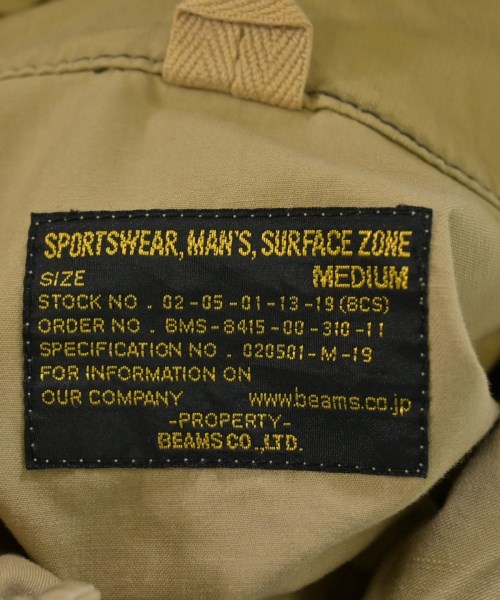 SPORTSWEAR, MAN'S, SURFACE ZONE
SIZE MEDIUM
STOCK NO. 02-05-01-13-19 (BCS)
ORDER NO. BMS-8415-00-310-11
SPECIFICATION NO. 020501-M-19
FOR INFORMATION ON
OUR COMPANY www.beams.co.jp
-PROPERTY-
BEAMS CO.,LTD.